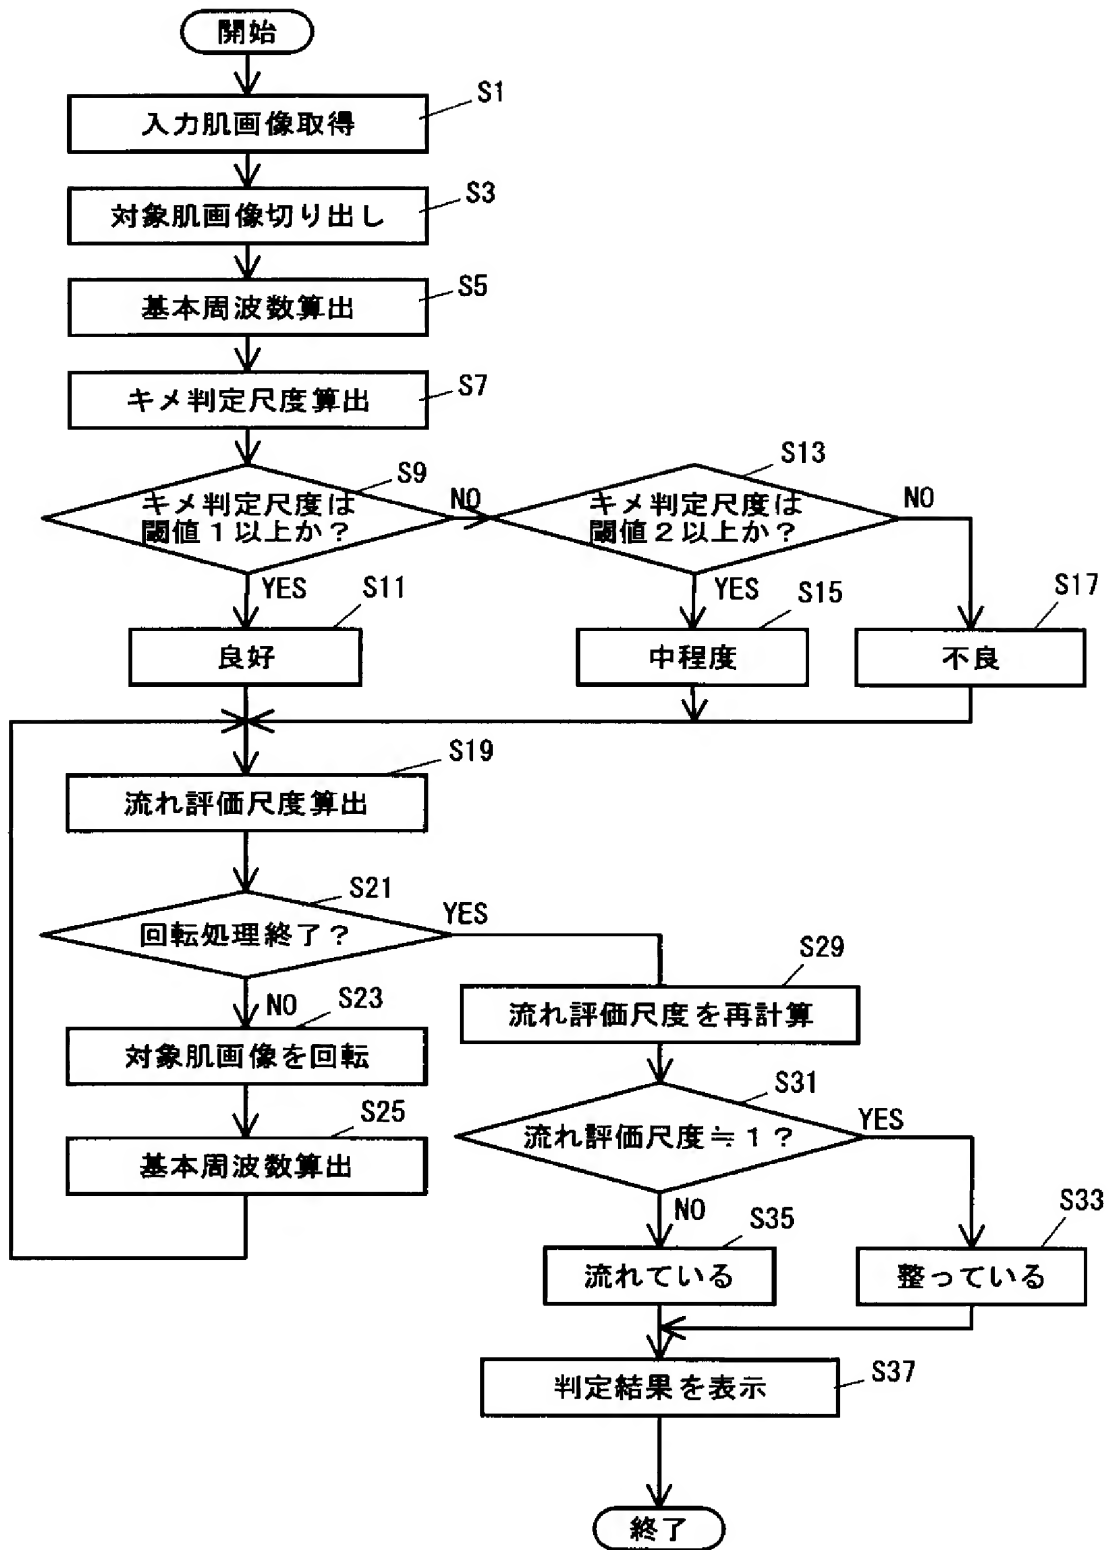 開始
S1
入力肌画像取得
S3
対象肌画像切り出し
S5
基本周波数算出
S7
キメ判定尺度算出
S9
キメ判定尺度は
閾値1以上か?
NO
YES
S13
キメ判定尺度は
閾値2以上か?
NO
YES
S11
良好
S15
中程度
S17
不良
S19
流れ評価尺度算出
S21
回転処理終了?
YES
NO
S23
対象肌画像を回転
S25
基本周波数算出
S29
流れ評価尺度を再計算
S31
流れ評価尺度≒1?
YES
NO
S35
流れている
S33
整っている
S37
判定結果を表示
終了